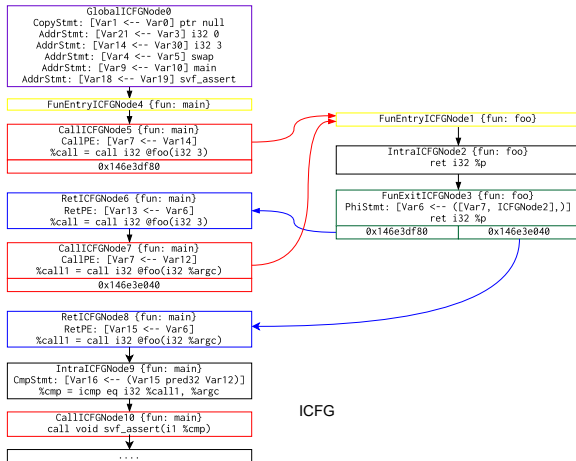 GlobalICFGNode0
CopyStmt: [Var1 <-- Var0] ptr null
AddrStmt: [Var21 <-- Var3] i32 0
AddrStmt: [Var14 <-- Var30] i32 3
AddrStmt: [Var4 <-- Var5] swap
AddrStmt: [Var9 <-- Var10] main
AddrStmt: [Var18 <-- Var19] svf_assert
FunEntryICFGNode4 {fun: main}
CallICFGNode5 {fun: main}
CallPE: [Var7 <-- Var14]
%call = call i32 @foo(i32 3)
0x146e3df80
RetICFGNode6 {fun: main}
RetPE: [Var13 <-- Var6]
%call = call i32 @foo(i32 3)
CallICFGNode7 {fun: main}
CallPE: [Var7 <-- Var12]
%call1 = call i32 @foo(i32 %argc)
0x146e3e040
RetICFGNode8 {fun: main}
RetPE: [Var15 <-- Var6]
%call1 = call i32 @foo(i32 %argc)
IntraICFGNode9 {fun: main}
CmpStmt: [Var16 <-- (Var15 pred32 Var12)]
%cmp = icmp eq i32 %call1, %argc
CallICFGNode10 {fun: main}
call void svf_assert(i1 %cmp)
....
FunEntryICFGNode1 {fun: foo}
IntraICFGNode2 {fun: foo}
ret i32 %p
FunExitICFGNode3 {fun: foo}
PhiStmt: [Var6 <-- ([Var7, ICFGNode2],)]
ret i32 %p
0x146e3df80
0x146e3e040
ICFG